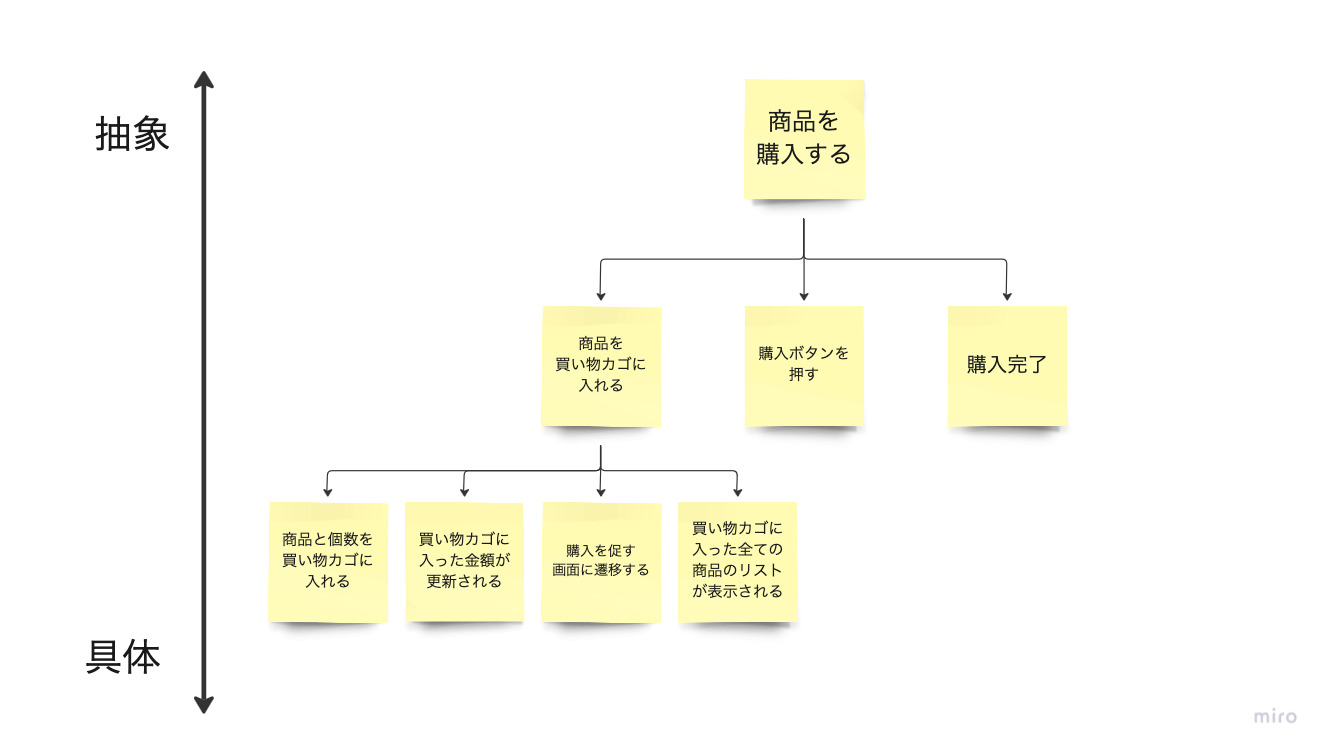 抽象
商品を
購入する
商品を
買い物カゴに
入れる
購入ボタンを
押す
購入完了
商品と個数を
買い物カゴに
入れる
買い物カゴに
入った金額が
更新される
購入を促す
画面に遷移する
買い物カゴに
入った全ての
商品のリスト
が表示される
具体
miro